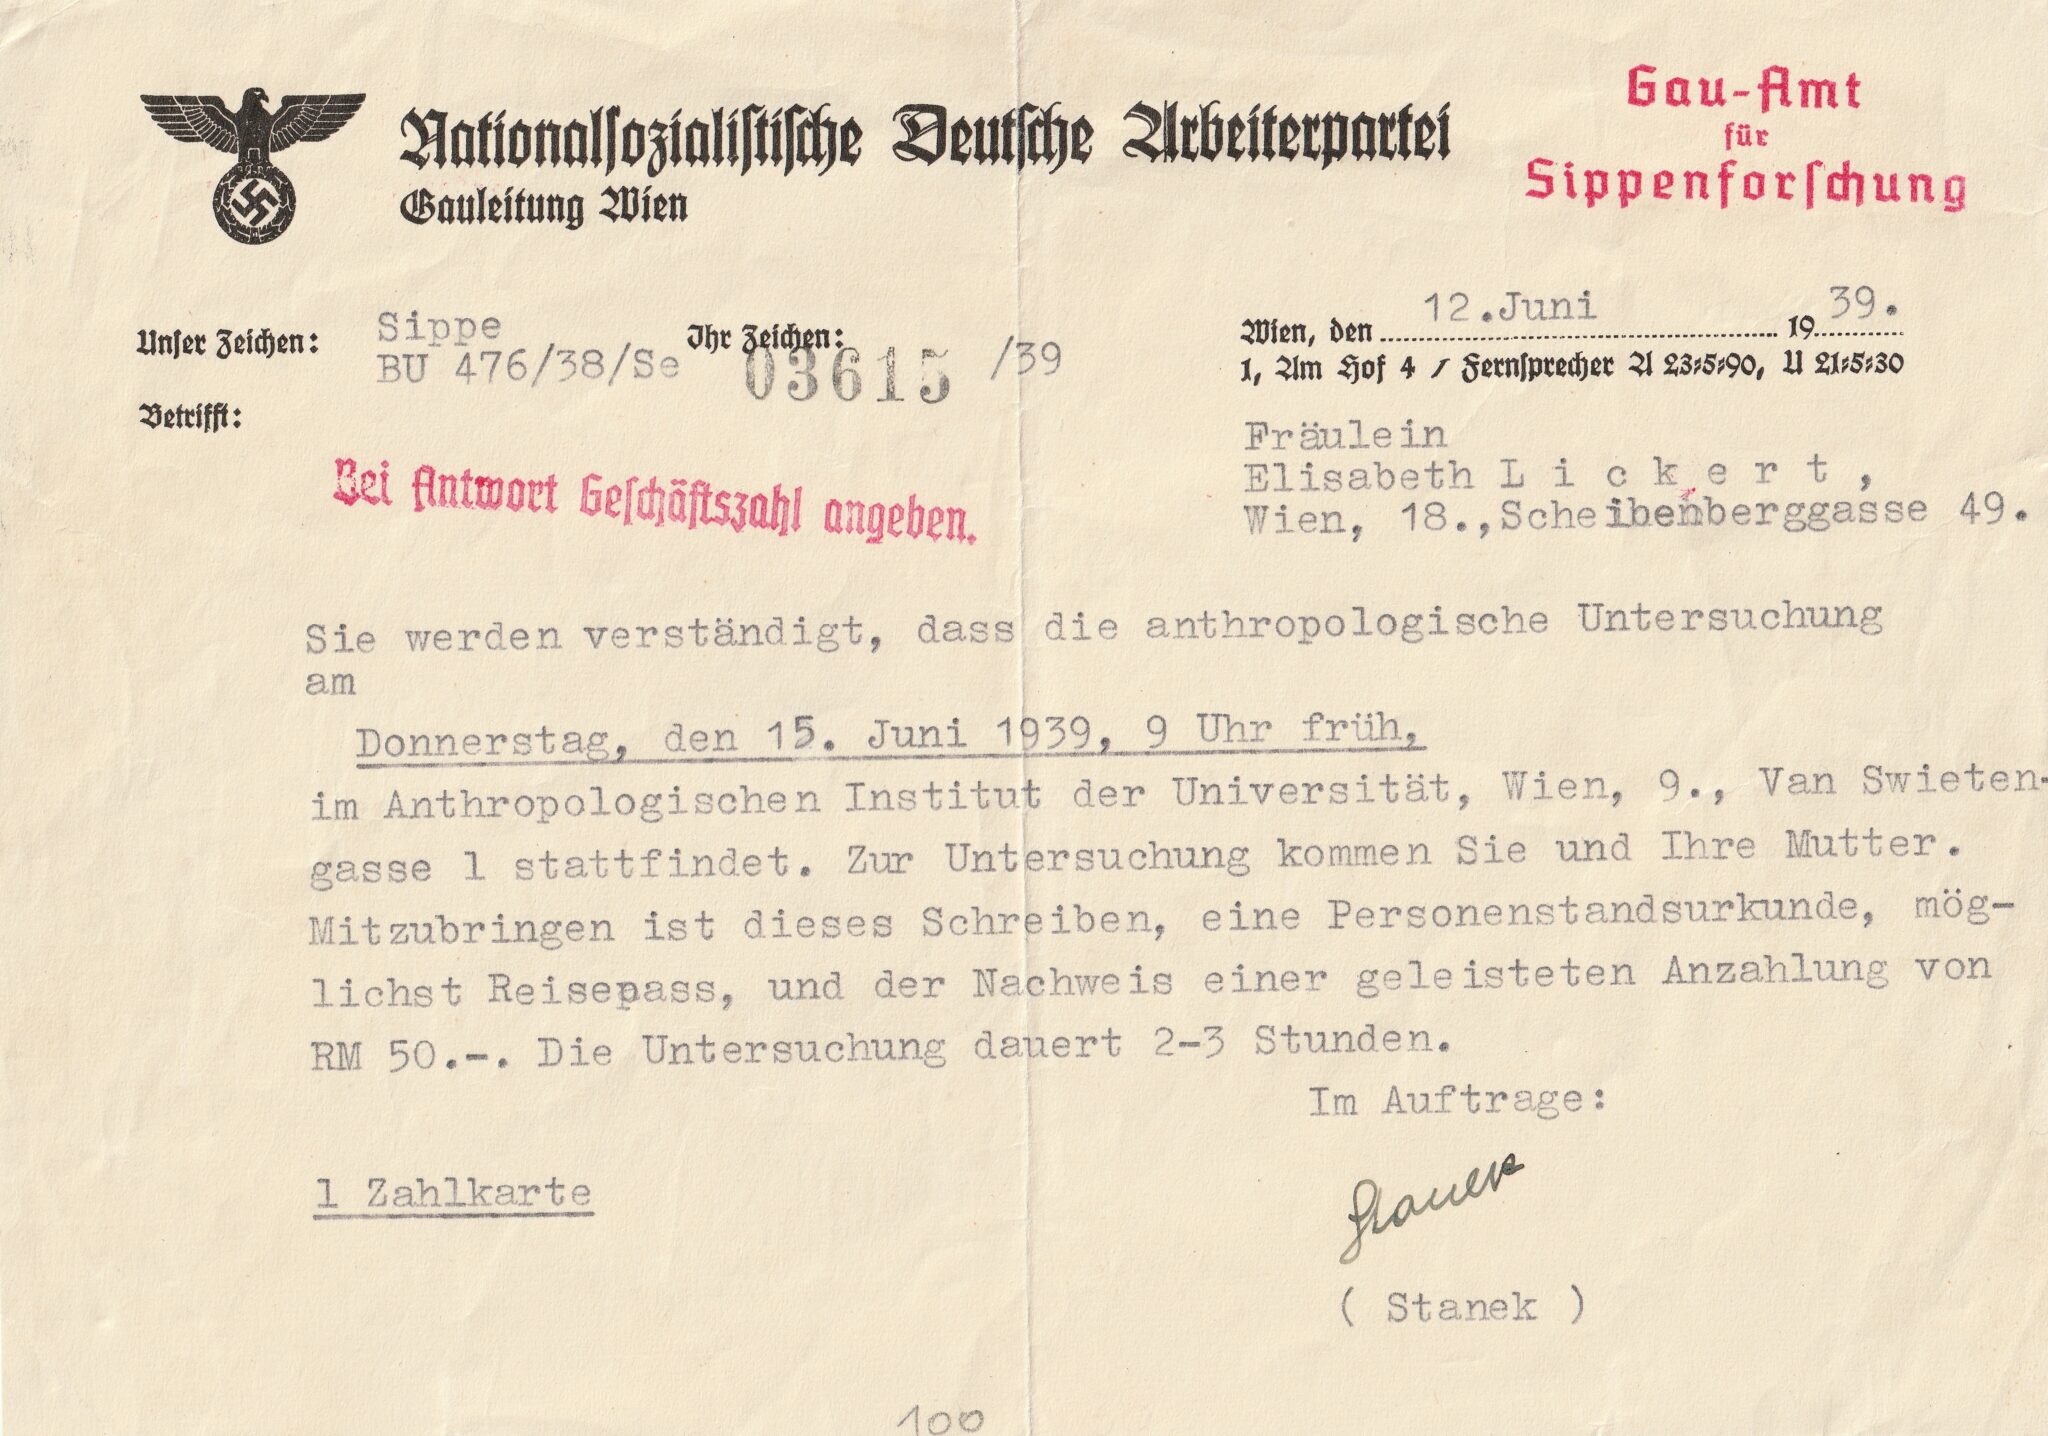 Nationalsozialistische Deutsche Arbeiterpartei
Gauleitung Wien
Gau-Amt
für
Sippenforschung
Unser Zeichen: Sippe
BU 476/38/Se
Ihr Zeichen:
03615 /39
Wien, den 12.Juni 1939.
1, Am Hof 4 / Fernsprecher A 23-5-90, U 21-5-30
Betrifft:
Bei Antwort Geschäftszahl angeben.
Fräulein
Elisabeth L i c k e r t ,
Wien, 18.,Scheibenberggasse 49.
Sie werden verständigt, dass die anthropologische Untersuchung
am
Donnerstag, den 15. Juni 1939, 9 Uhr früh,
im Anthropologischen Institut der Universität, Wien, 9., Van Swieten-
gasse 1 stattfindet. Zur Untersuchung kommen Sie und Ihre Mutter.
Mitzubringen ist dieses Schreiben, eine Personenstandsurkunde, mög-
lichst Reisepass, und der Nachweis einer geleisteten Anzahlung von
RM 50.-. Die Untersuchung dauert 2-3 Stunden.
Im Auftrage:
1 Zahlkarte
Stanek
( Stanek )
100